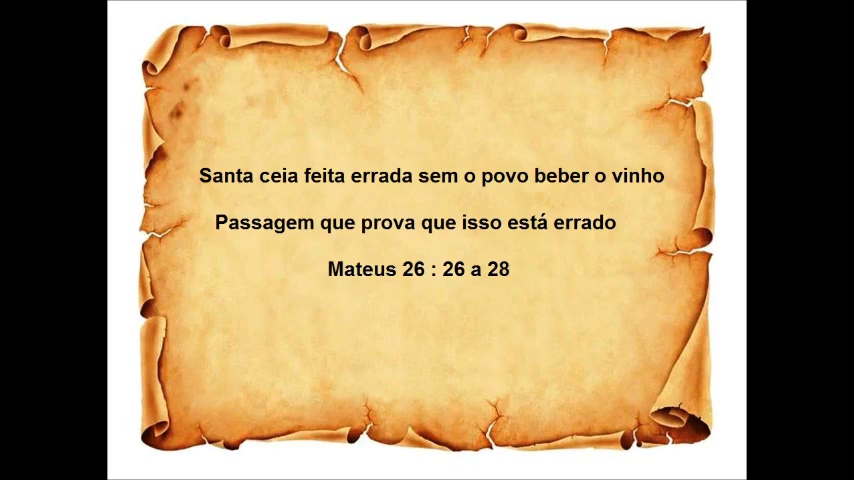 Santa ceia feita errada sem o povo beber o vinho
Passagem que prova que isso está errado
Mateus 26 : 26 a 28